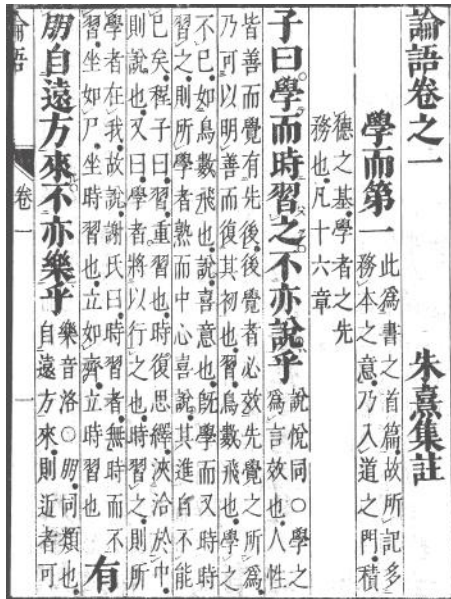 論語卷之一 朱熹集註
學而第一
此爲書之首篇故所記多
務本之意乃入道之門積
德之基學者之先
務也凡十六章
子曰學而時習之不亦說乎
說悅同○學之
爲言效也人性
皆善而覺有先後後覺者必效先覺之所爲
乃可以明善而復其初也習鳥數飛也學之
不已如鳥數飛也說喜意也旣學而又時時
習之則所學者熟而中心喜說其進自不能
已矣程子曰習重習也時復思繹浹洽於中
則說也又曰學者將以行之也時習之則所
學者在我故說謝氏曰時習者無時而不
習坐如尸坐時習也立如齊立時習也
有
朋自遠方來不亦樂乎
樂音洛○朋同類也
自遠方來則近者可
論語 卷一 一